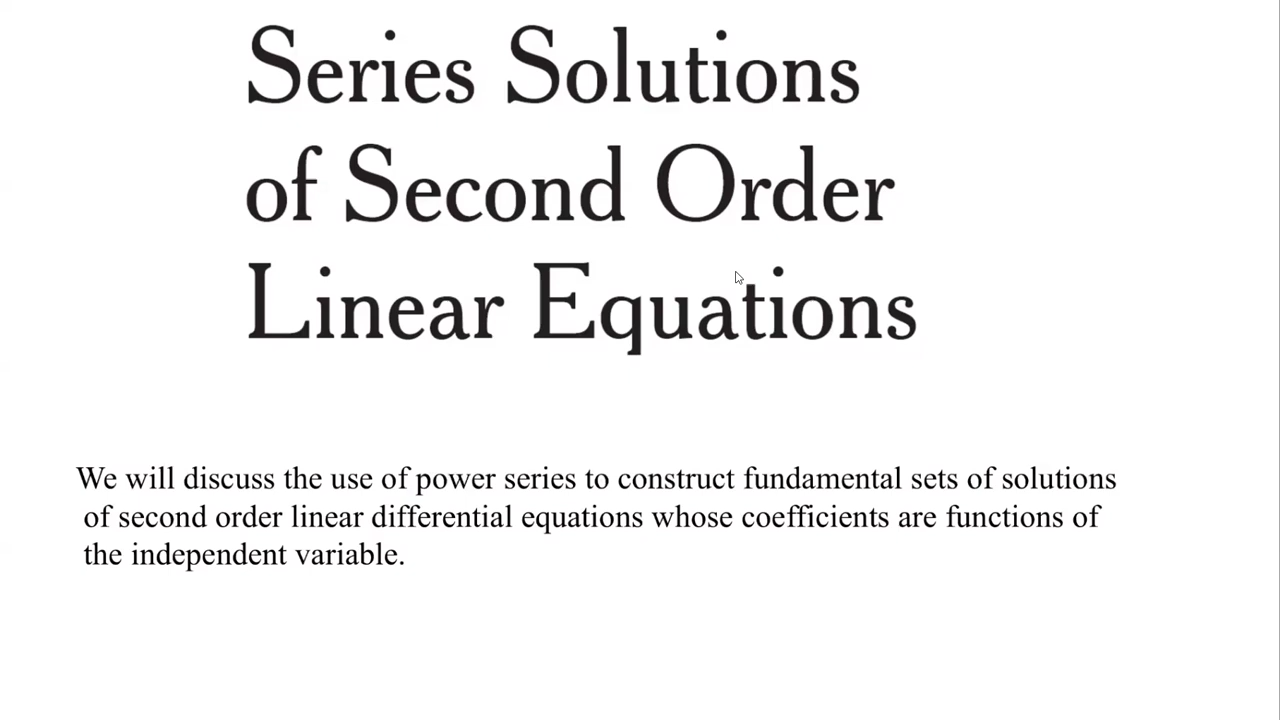 Series Solutions
of Second Order
Linear Equations
We will discuss the use of power series to construct fundamental sets of solutions
of second order linear differential equations whose coefficients are functions of
the independent variable.